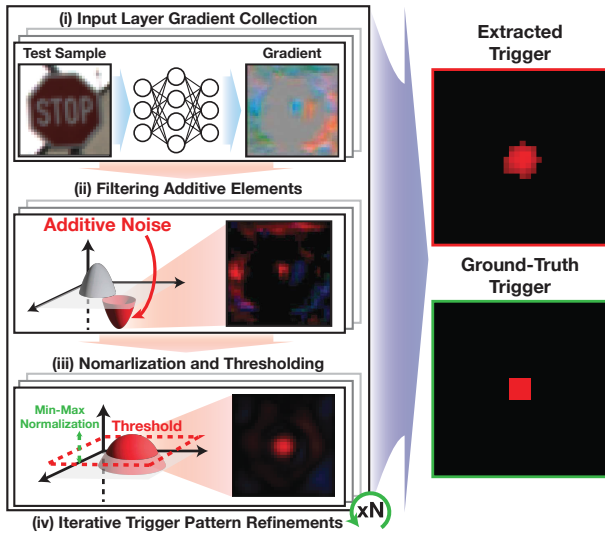 (i) Input Layer Gradient Collection
Test Sample
Gradient
STOP
(ii) Filtering Additive Elements
Additive Noise
(iii) Nomarlization and Thresholding
Min-Max
Normalization
Threshold
(iv) Iterative Trigger Pattern Refinements
xN
Extracted
Trigger
Ground-Truth
Trigger